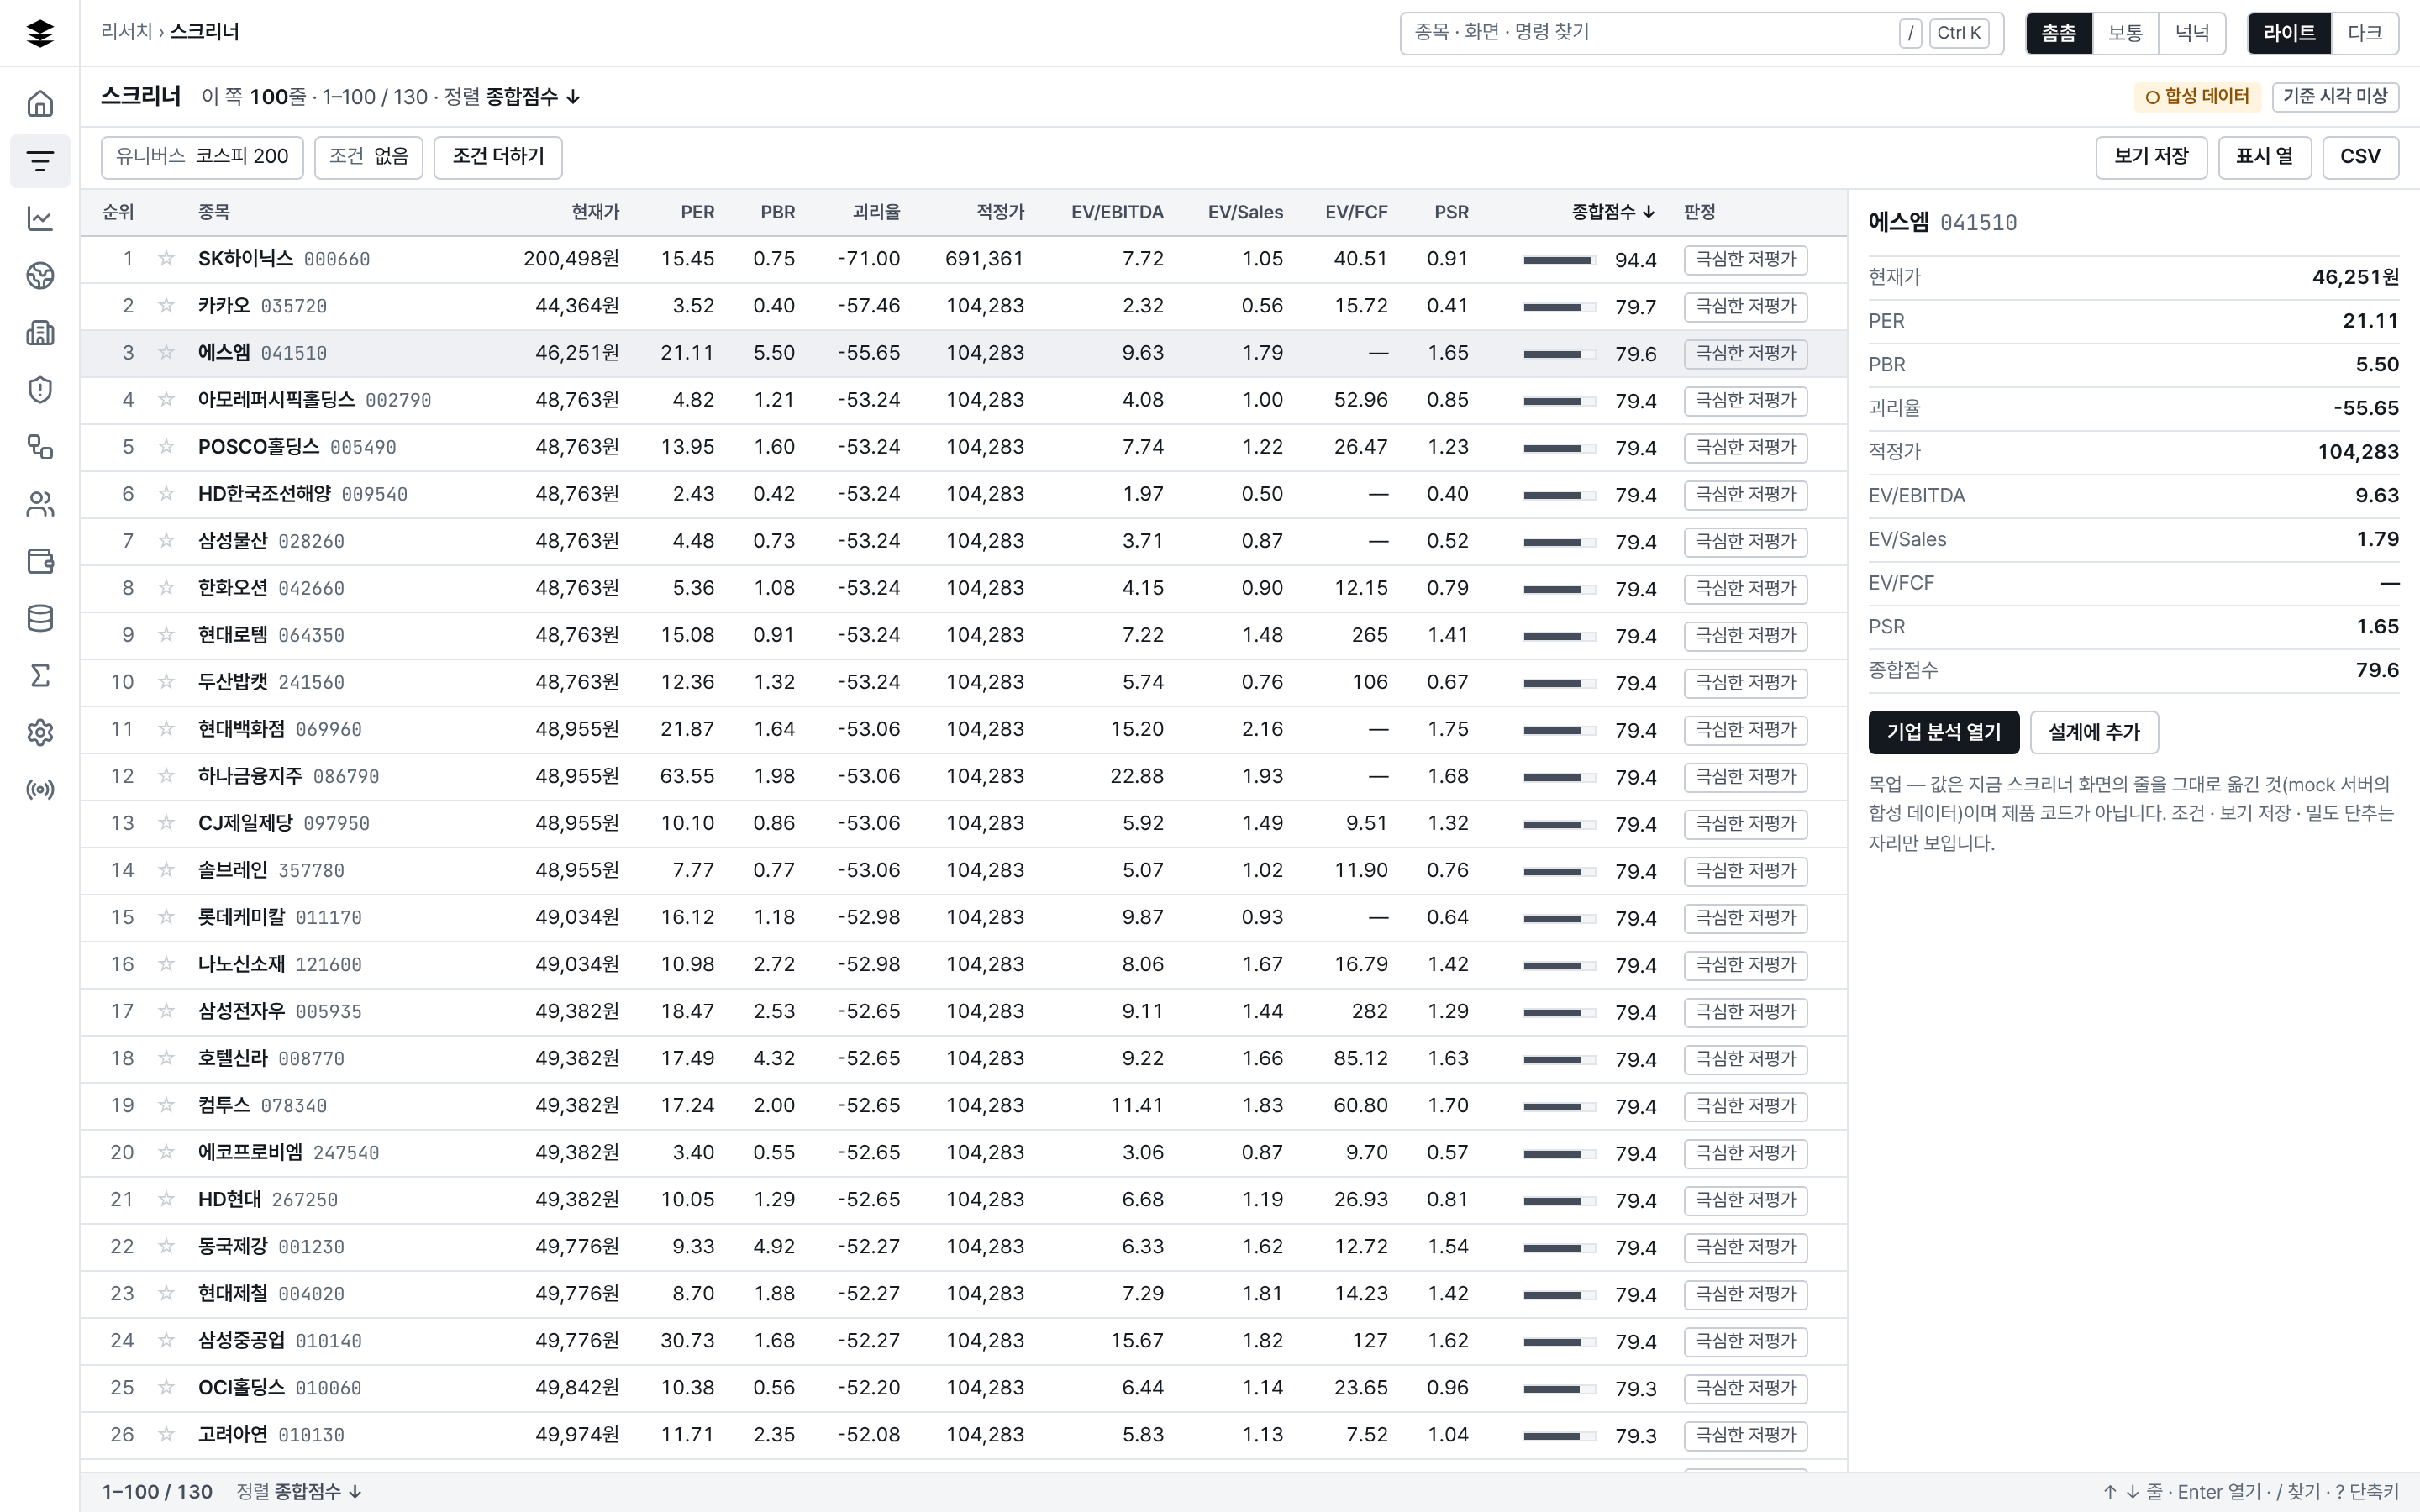 리서치 › 스크리너
종목 · 화면 · 명령 찾기 / Ctrl K
촘촘 보통 넉넉
라이트 다크
스크리너 이 쪽 100줄 · 1–100 / 130 · 정렬 종합점수 ↓
합성 데이터 기준 시각 미상
유니버스 코스피 200 조건 없음 조건 더하기
보기 저장 표시 열 CSV
순위 종목 현재가 PER PBR 괴리율 적정가 EV/EBITDA EV/Sales EV/FCF PSR 종합점수 ↓ 판정
1 ☆ SK하이닉스 000660 200,498원 15.45 0.75 -71.00 691,361 7.72 1.05 40.51 0.91 94.4 극심한 저평가
2 ☆ 카카오 035720 44,364원 3.52 0.40 -57.46 104,283 2.32 0.56 15.72 0.41 79.7 극심한 저평가
3 ☆ 에스엠 041510 46,251원 21.11 5.50 -55.65 104,283 9.63 1.79 — 1.65 79.6 극심한 저평가
4 ☆ 아모레퍼시픽홀딩스 002790 48,763원 4.82 1.21 -53.24 104,283 4.08 1.00 52.96 0.85 79.4 극심한 저평가
5 ☆ POSCO홀딩스 005490 48,763원 13.95 1.60 -53.24 104,283 7.74 1.22 26.47 1.23 79.4 극심한 저평가
6 ☆ HD한국조선해양 009540 48,763원 2.43 0.42 -53.24 104,283 1.97 0.50 — 0.40 79.4 극심한 저평가
7 ☆ 삼성물산 028260 48,763원 4.48 0.73 -53.24 104,283 3.71 0.87 — 0.52 79.4 극심한 저평가
8 ☆ 한화오션 042660 48,763원 5.36 1.08 -53.24 104,283 4.15 0.90 12.15 0.79 79.4 극심한 저평가
9 ☆ 현대로템 064350 48,763원 15.08 0.91 -53.24 104,283 7.22 1.48 265 1.41 79.4 극심한 저평가
10 ☆ 두산밥캣 241560 48,763원 12.36 1.32 -53.24 104,283 5.74 0.76 106 0.67 79.4 극심한 저평가
11 ☆ 현대백화점 069960 48,955원 21.87 1.64 -53.06 104,283 15.20 2.16 — 1.75 79.4 극심한 저평가
12 ☆ 하나금융지주 086790 48,955원 63.55 1.98 -53.06 104,283 22.88 1.93 — 1.68 79.4 극심한 저평가
13 ☆ CJ제일제당 097950 48,955원 10.10 0.86 -53.06 104,283 5.92 1.49 9.51 1.32 79.4 극심한 저평가
14 ☆ 솔브레인 357780 48,955원 7.77 0.77 -53.06 104,283 5.07 1.02 11.90 0.76 79.4 극심한 저평가
15 ☆ 롯데케미칼 011170 49,034원 16.12 1.18 -52.98 104,283 9.87 0.93 — 0.64 79.4 극심한 저평가
16 ☆ 나노신소재 121600 49,034원 10.98 2.72 -52.98 104,283 8.06 1.67 16.79 1.42 79.4 극심한 저평가
17 ☆ 삼성전자우 005935 49,382원 18.47 2.53 -52.65 104,283 9.11 1.44 282 1.29 79.4 극심한 저평가
18 ☆ 호텔신라 008770 49,382원 17.49 4.32 -52.65 104,283 9.22 1.66 85.12 1.63 79.4 극심한 저평가
19 ☆ 컴투스 078340 49,382원 17.24 2.00 -52.65 104,283 11.41 1.83 60.80 1.70 79.4 극심한 저평가
20 ☆ 에코프로비엠 247540 49,382원 3.40 0.55 -52.65 104,283 3.06 0.87 9.70 0.57 79.4 극심한 저평가
21 ☆ HD현대 267250 49,382원 10.05 1.29 -52.65 104,283 6.68 1.19 26.93 0.81 79.4 극심한 저평가
22 ☆ 동국제강 001230 49,776원 9.33 4.92 -52.27 104,283 6.33 1.62 12.72 1.54 79.4 극심한 저평가
23 ☆ 현대제철 004020 49,776원 8.70 1.88 -52.27 104,283 7.29 1.81 14.23 1.42 79.4 극심한 저평가
24 ☆ 삼성중공업 010140 49,776원 30.73 1.68 -52.27 104,283 15.67 1.82 127 1.62 79.4 극심한 저평가
25 ☆ OCI홀딩스 010060 49,842원 10.38 0.56 -52.20 104,283 6.44 1.14 23.65 0.96 79.3 극심한 저평가
26 ☆ 고려아연 010130 49,974원 11.71 2.35 -52.08 104,283 5.83 1.13 7.52 1.04 79.3 극심한 저평가
에스엠 041510
현재가 46,251원
PER 21.11
PBR 5.50
괴리율 -55.65
적정가 104,283
EV/EBITDA 9.63
EV/Sales 1.79
EV/FCF —
PSR 1.65
종합점수 79.6
기업 분석 열기 설계에 추가
목업 — 값은 지금 스크리너 화면의 줄을 그대로 옮긴 것(mock 서버의
합성 데이터)이며 제품 코드가 아닙니다. 조건 · 보기 저장 · 밀도 단추는
자리만 보입니다.
1–100 / 130 정렬 종합점수 ↓
↑ ↓ 줄 · Enter 열기 · / 찾기 · ? 단축키